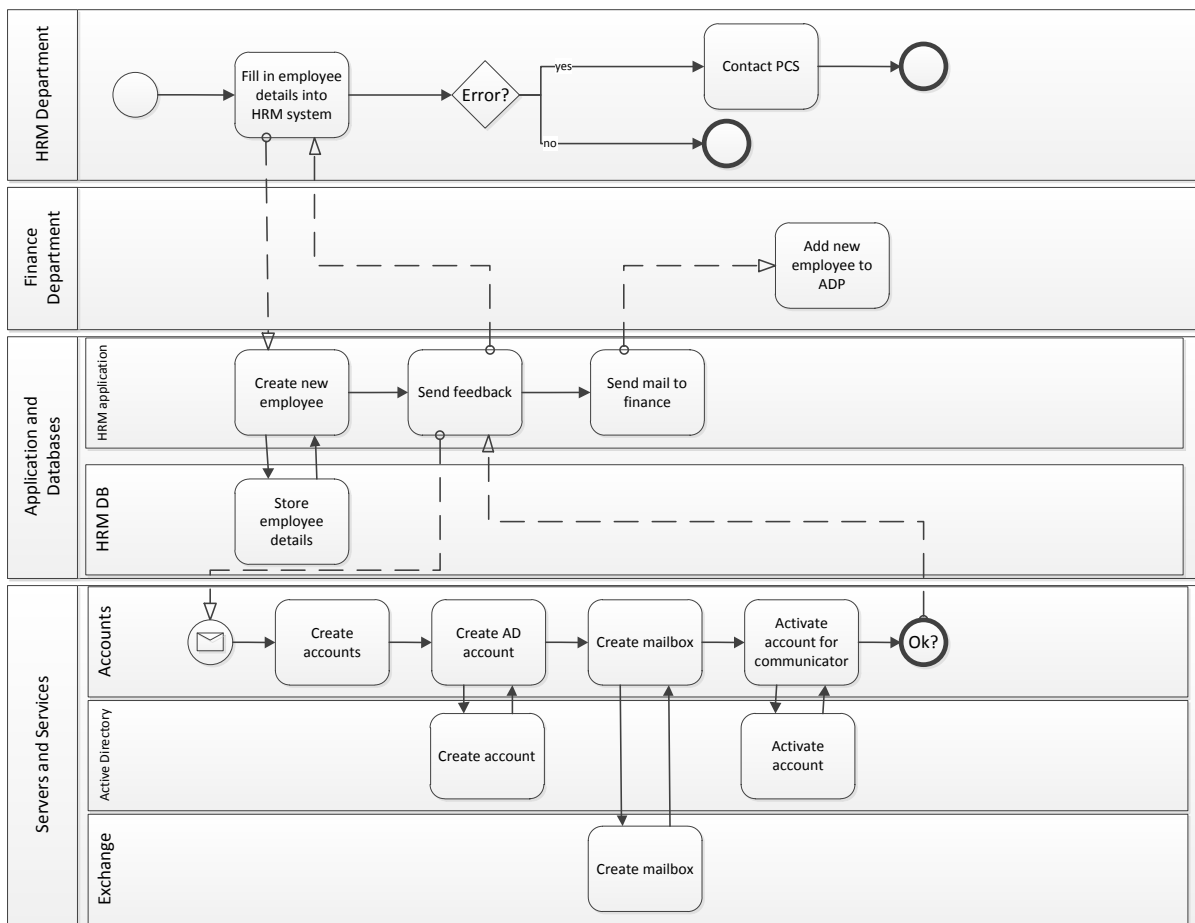 HRM Department
Fill in employee
details into
HRM system
Error?
yes
no
Contact PCS
Finance
Department
Add new
employee to
ADP
Application and
Databases
HRM application
Create new
employee
Send feedback
Send mail to
finance
HRM DB
Store
employee
details
Servers and Services
Accounts
Create
accounts
Create AD
account
Create mailbox
Activate
account for
communicator
Ok?
Active Directory
Create account
Activate
account
Exchange
Create mailbox